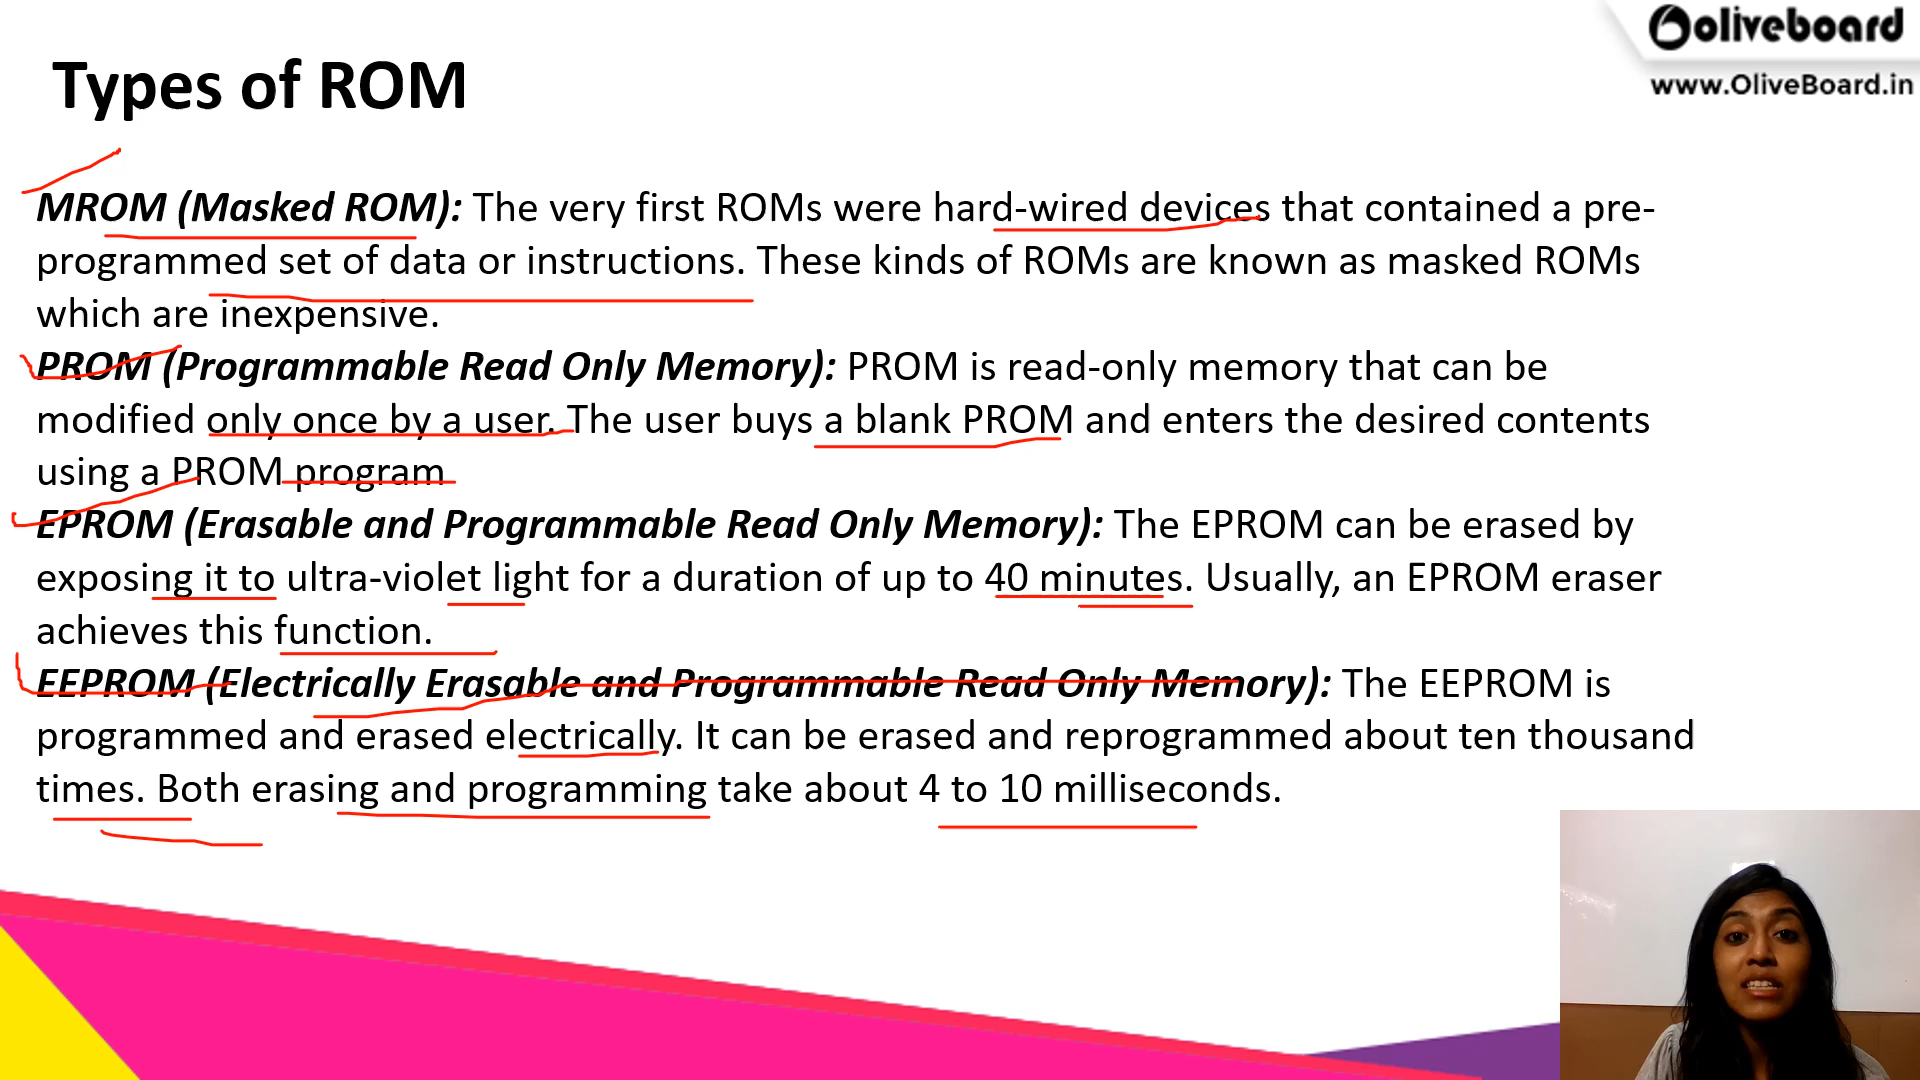 oliveboard
www.OliveBoard.in
Types of ROM
MROM (Masked ROM): The very first ROMs were hard-wired devices that contained a pre-
programmed set of data or instructions. These kinds of ROMs are known as masked ROMs
which are inexpensive.
PROM (Programmable Read Only Memory): PROM is read-only memory that can be
modified only once by a user. The user buys a blank PROM and enters the desired contents
using a PROM program
EPROM (Erasable and Programmable Read Only Memory): The EPROM can be erased by
exposing it to ultra-violet light for a duration of up to 40 minutes. Usually, an EPROM eraser
achieves this function.
EEPROM (Electrically Erasable and Programmable Read Only Memory): The EEPROM is
programmed and erased electrically. It can be erased and reprogrammed about ten thousand
times. Both erasing and programming take about 4 to 10 milliseconds.